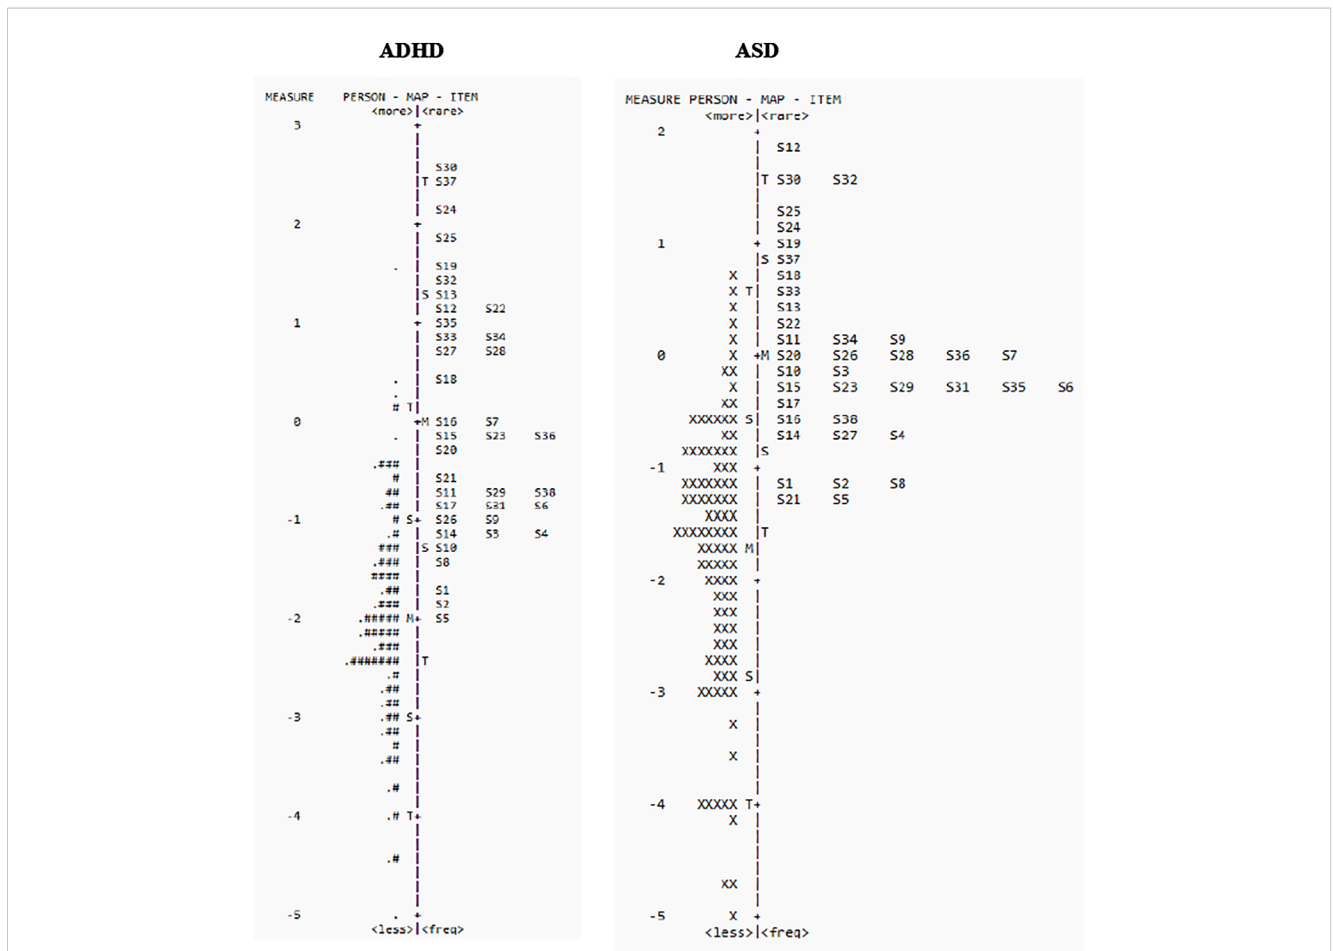 ADHD
MEASURE PERSON - MAP - ITEM
<more>|<rare>
3 +
|
|
| S30
|T S37
|
| S24
2 +
| S25
|
. | S19
| S32
|S S13
| S12 S22
1 + S35
| S33 S34
| S27 S28
|
. | S18
. |
# T|
0 +M S16 S7
. | S15 S23 S36
| S20
.### |
# | S21
## | S11 S29 S38
.## | S17 S31 S6
-1 # S+ S26 S9
.# | S14 S3 S4
### |S S10
.### | S8
#### |
.## | S1
.### | S2
-2 .##### M+ S5
.##### |
.### |
.####### |T
.# |
.## |
.## |
-3 .## S+
.## |
# |
.## |
|
.# |
|
-4 .# T+
|
|
.# |
|
|
|
-5 . +
<less>|<freq>
ASD
MEASURE PERSON - MAP - ITEM
<more>|<rare>
2 +
| S12
|
|T S30 S32
|
| S25
| S24
1 + S19
|S S37
X | S18
X T| S33
X | S13
X | S22
X | S11 S34 S9
0 X +M S20 S26 S28 S36 S7
XX | S10 S3
X | S15 S23 S29 S31 S35 S6
XX | S17
XXXXXX S| S16 S38
XX | S14 S27 S4
XXXXXXX |S
-1 XXX +
XXXXXXX | S1 S2 S8
XXXXXXX | S21 S5
XXXX |
XXXXXXXX |T
XXXXX M|
XXXXX |
-2 XXXX +
XXX |
XXX |
XXX |
XXX |
XXXX |
XXX S|
-3 XXXXX +
|
X |
|
X |
|
|
-4 XXXXX T+
X |
|
|
|
XX |
|
-5 X +
<less>|<freq>